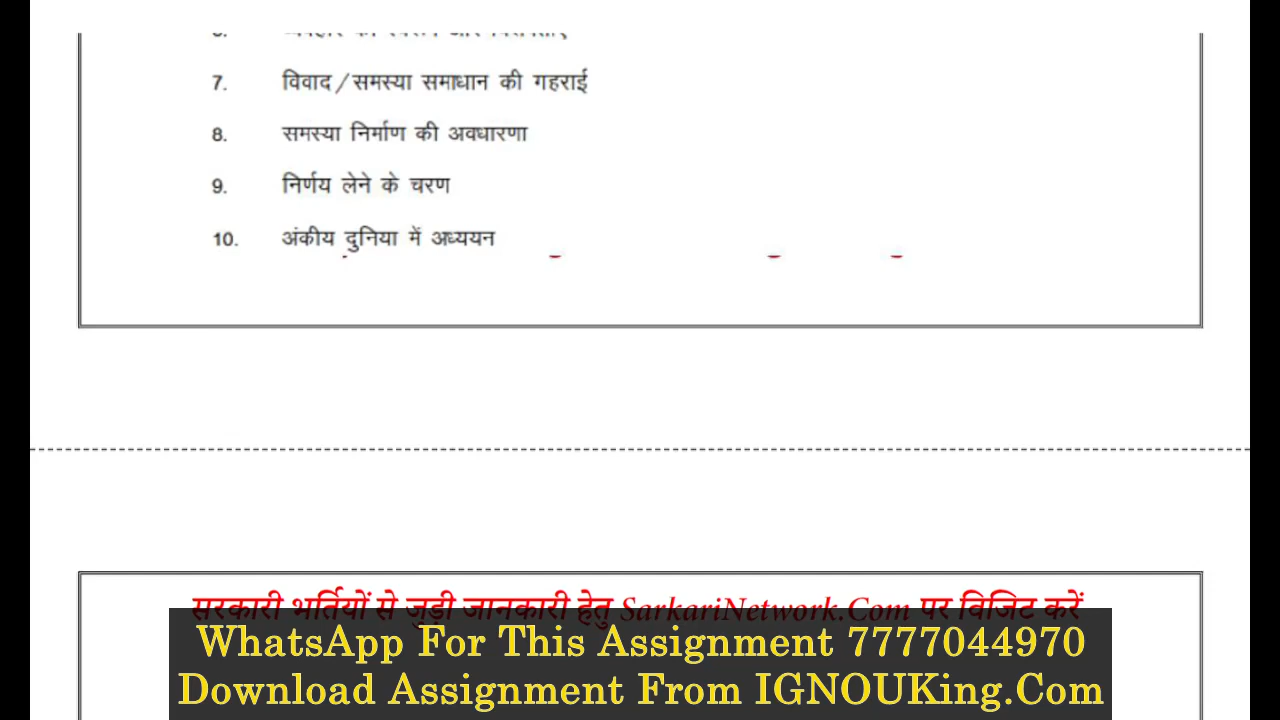 7. विवाद/समस्या समाधान की गहराई
8. समस्या निर्माण की अवधारणा
9. निर्णय लेने के चरण
10. अंकीय दुनिया में अध्ययन
सरकारी भर्तियों से जुड़ी जानकारी हेतु SarkariNetwork.Com पर विजिट करें
WhatsApp For This Assignment 7777044970
Download Assignment From IGNOUKing.Com